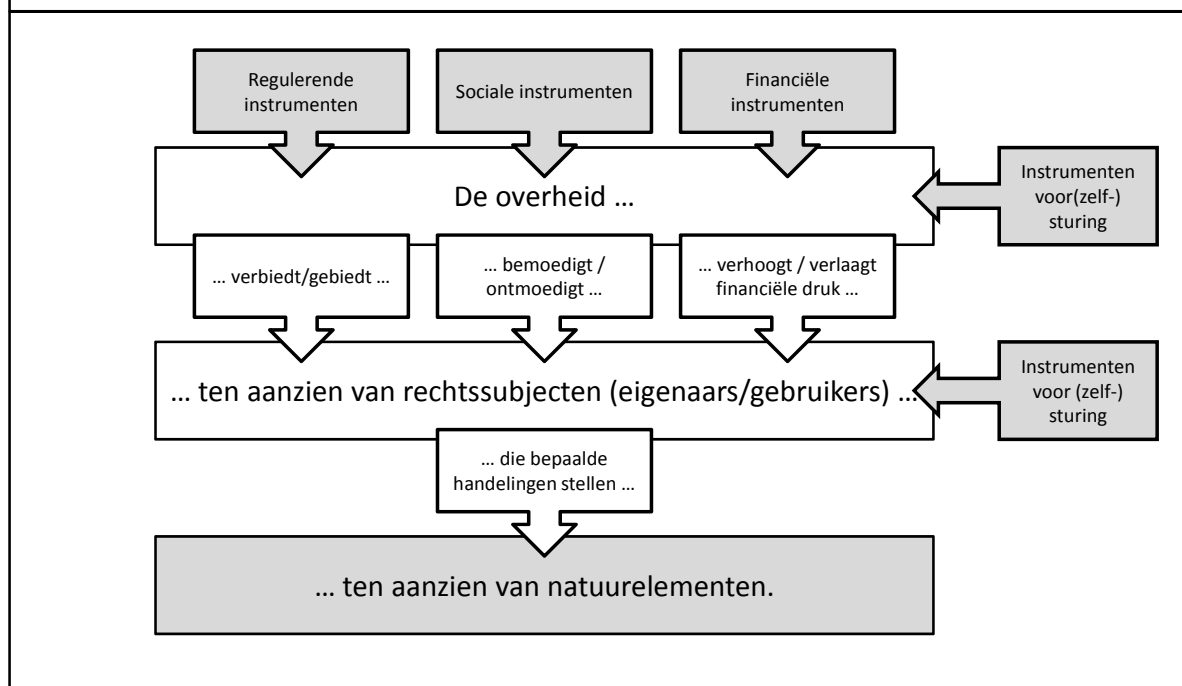 Regulerende
instrumenten
Sociale instrumenten
Financiële
instrumenten
De overheid ...
Instrumenten
voor(zelf-)
sturing
... verbiedt/gebiedt ...
... bemoedigt /
ontmoedigt ...
... verhoogt / verlaagt
financiële druk ...
... ten aanzien van rechtssubjecten (eigenaars/gebruikers) ...
Instrumenten
voor (zelf-)
sturing
... die bepaalde
handelingen stellen ...
... ten aanzien van natuurelementen.